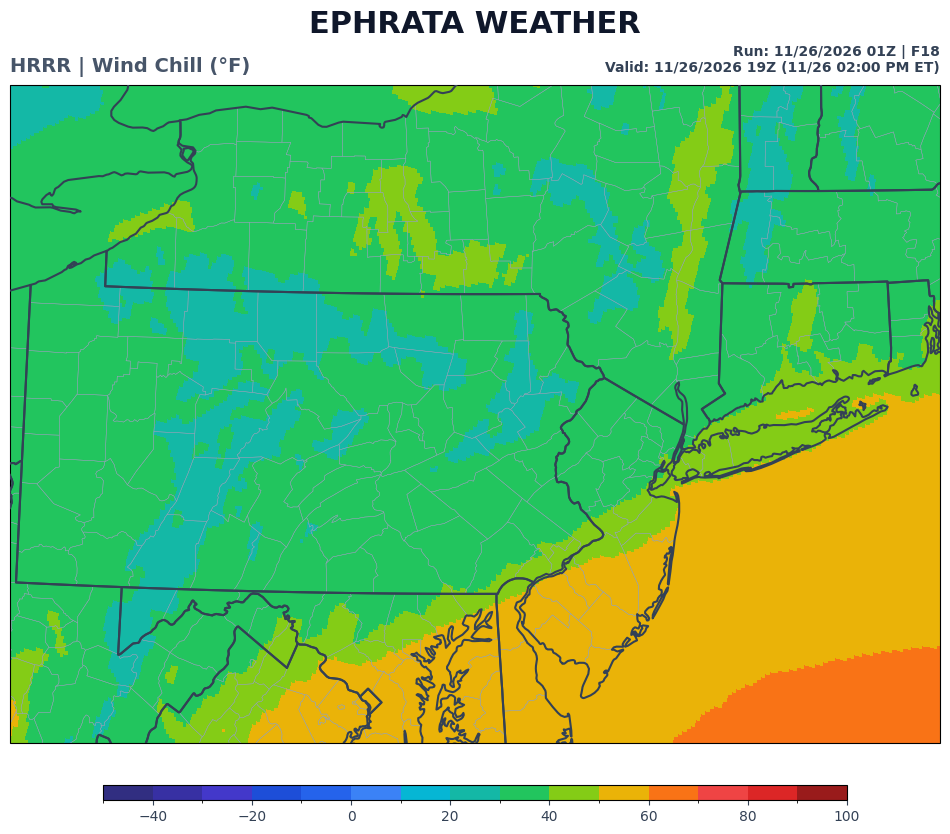 EPHRATA WEATHER
HRRR | Wind Chill (°F)
Run: 11/26/2026 01Z | F18
Valid: 11/26/2026 19Z (11/26 02:00 PM ET)
−40 −20 0 20 40 60 80 100